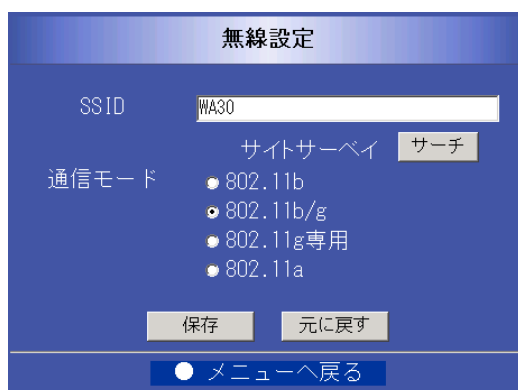 無線設定
SSID WA30
サイトサーベイ サーチ
通信モード 802.11b
802.11b/g
802.11g専用
802.11a
保存 元に戻す
メニューへ戻る